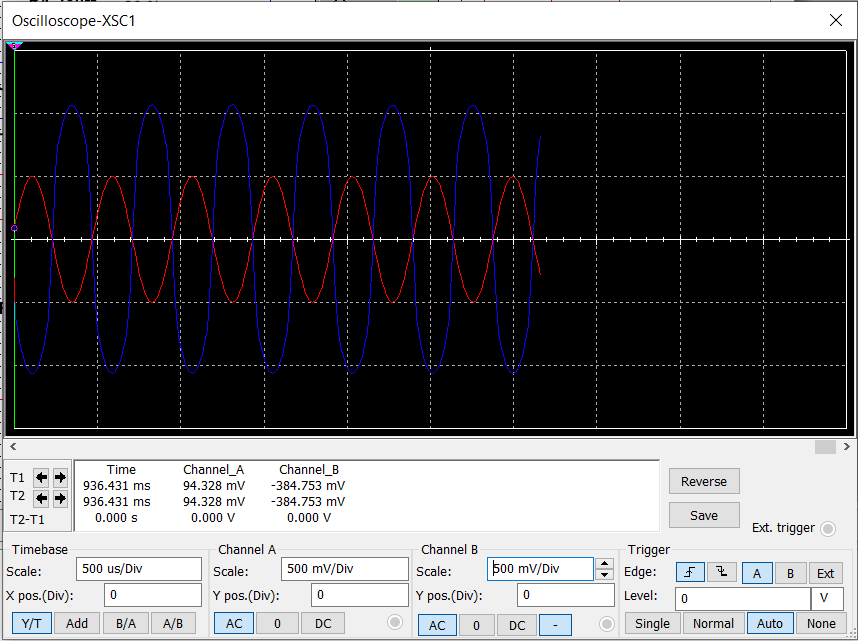 Oscilloscope-XSC1
Time Channel_A Channel_B
T1 936.431 ms 94.328 mV -384.753 mV
T2 936.431 ms 94.328 mV -384.753 mV
T2-T1 0.000 s 0.000 V 0.000 V
Reverse
Save
Ext. trigger
Timebase
Scale: 500 us/Div
X pos.(Div): 0
Y/T Add B/A A/B
Channel A
Scale: 500 mV/Div
Y pos.(Div): 0
AC 0 DC
Channel B
Scale: 500 mV/Div
Y pos.(Div): 0
AC 0 DC -
Trigger
Edge: A B Ext
Level: 0 V
Single Normal Auto None